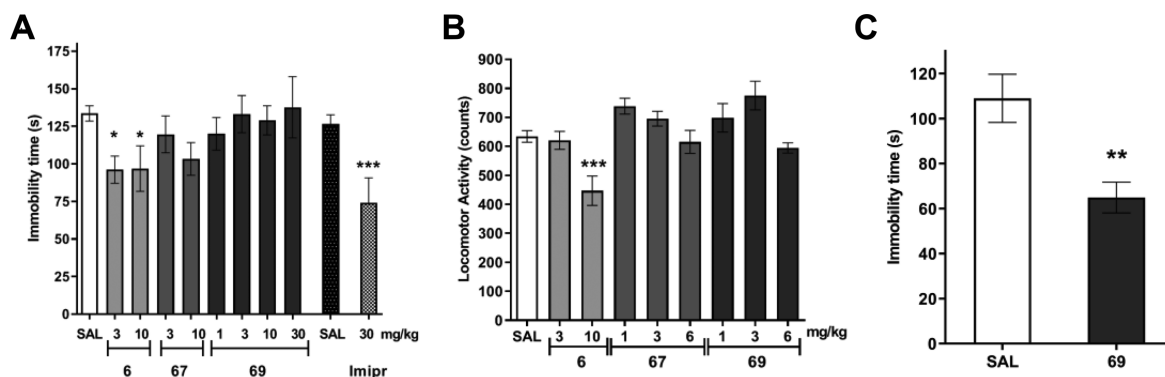 A
Immobility time (s)
175
150
125
100
75
50
25
0
* * ***
SAL 3 10 3 10 1 3 10 30 mg/kg SAL 30
6 67 69 Imipr
B
Locomotor Activity (counts)
900
800
700
600
500
400
300
200
100
0
***
SAL 3 10 1 3 6 1 3 6 mg/kg
6 67 69
C
Immobility time (s)
120
100
80
60
40
20
0
**
SAL 69